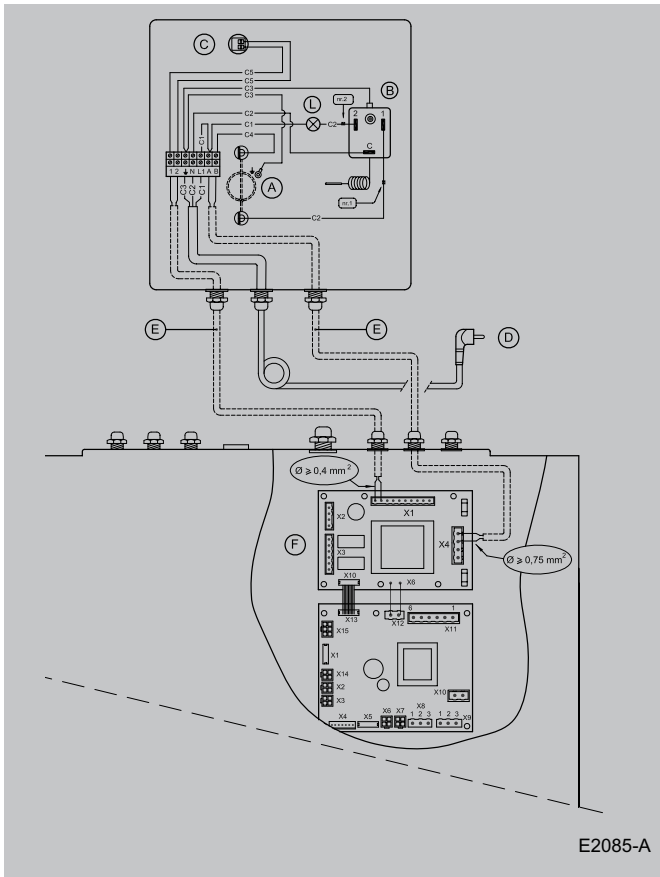 C
C5
C5
C3
C3
C2
C1
C1
C4
L
nr.2
C2
B
2 1
C
A
nr.1
C2
1 2 N L1 A B
C3
C2
C1
E
E
D
Ø ⩾ 0,4 mm²
X2
X1
F
X3
X4
Ø ⩾ 0,75 mm²
X10
X6
X13
X12
6 1
X11
X15
X1
X14
X2
X3
X10
X4 X5 X6 X7 X8 X9
1 2 3 1 2 3
E2085-A